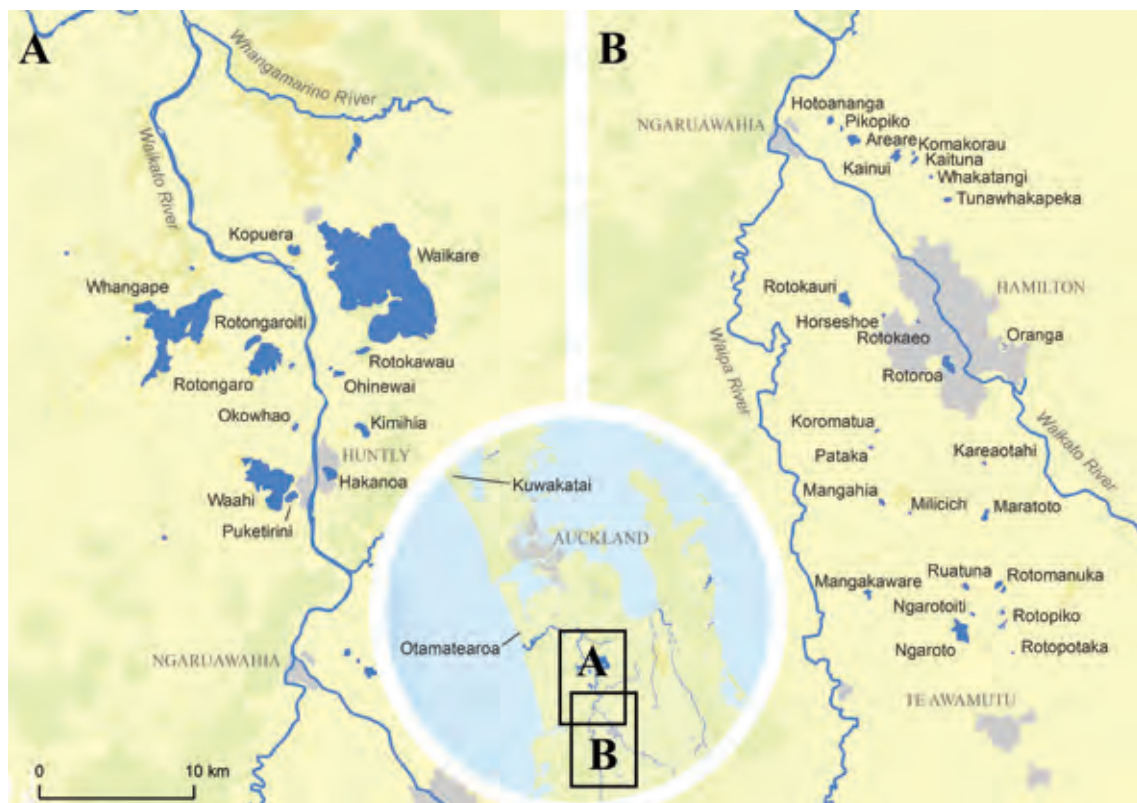 A
Whangamarino River
Waikato River
Kopuera
Waikare
Whangape
Rotongaroiti
Rotokawau
Rotongaro
Ohinewai
Okowhao
Kimihia
HUNTLY
Hakanoa
Waahi
Puketirini
NGARUAWAHIA
0
10 km
Kuwakatai
AUCKLAND
Otamatearoa
A
B
B
Hotoananga
Pikopiko
NGARUAWAHIA
Areare
Komakorau
Kainui
Kaituna
Whakatangi
Tunawhakapeka
Rotokauri
HAMILTON
Horseshoe
Rotokaeo
Oranga
Waipa River
Rotoroa
Koromatua
Waikato River
Pataka
Kareaotahi
Mangahia
Milicich
Maratoto
Mangakaware
Ruatuna
Rotomanuka
Ngarotoiti
Rotopiko
Ngaroto
Rotopotaka
TE AWAMUTU